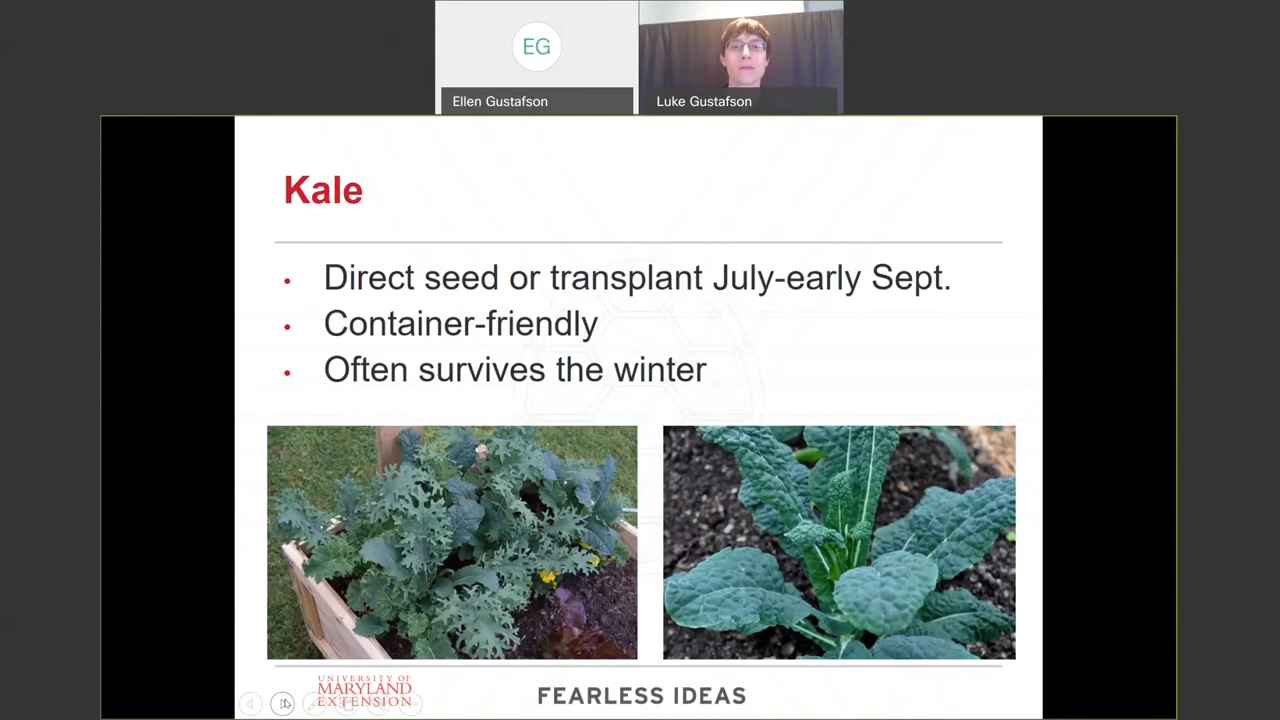 EG
Ellen Gustafson
Luke Gustafson
Kale
• Direct seed or transplant July-early Sept.
• Container-friendly
• Often survives the winter
UNIVERSITY OF
MARYLAND
EXTENSION
FEARLESS IDEAS